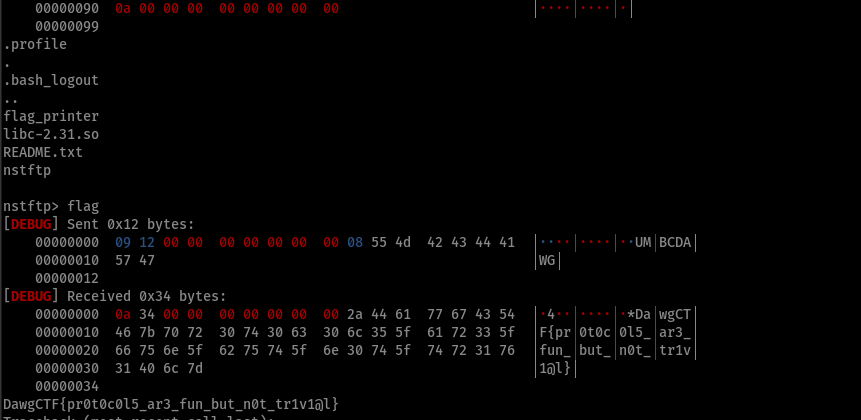 00000090  0a 00 00 00  00 00 00 00  00  |····|····|·|
00000099
.profile
.
.bash_logout
..
flag_printer
libc-2.31.so
README.txt
nstftp
nstftp> flag
[DEBUG] Sent 0x12 bytes:
00000000  09 12 00 00  00 00 00 00  00 08 55 4d  42 43 44 41  |····|····|··UM|BCDA|
00000010  57 47  |WG|
00000012
[DEBUG] Received 0x34 bytes:
00000000  0a 34 00 00  00 00 00 00  00 2a 44 61  77 67 43 54  |·4··|····|·*Da|wgCT|
00000010  46 7b 70 72  30 74 30 63  30 6c 35 5f  61 72 33 5f  |F{pr|0t0c|0l5_|ar3_|
00000020  66 75 6e 5f  62 75 74 5f  6e 30 74 5f  74 72 31 76  |fun_|but_|n0t_|tr1v|
00000030  31 40 6c 7d  |1@l}|
00000034
DawgCTF{pr0t0c0l5_ar3_fun_but_n0t_tr1v1@l}
Traceback (most recent call last):